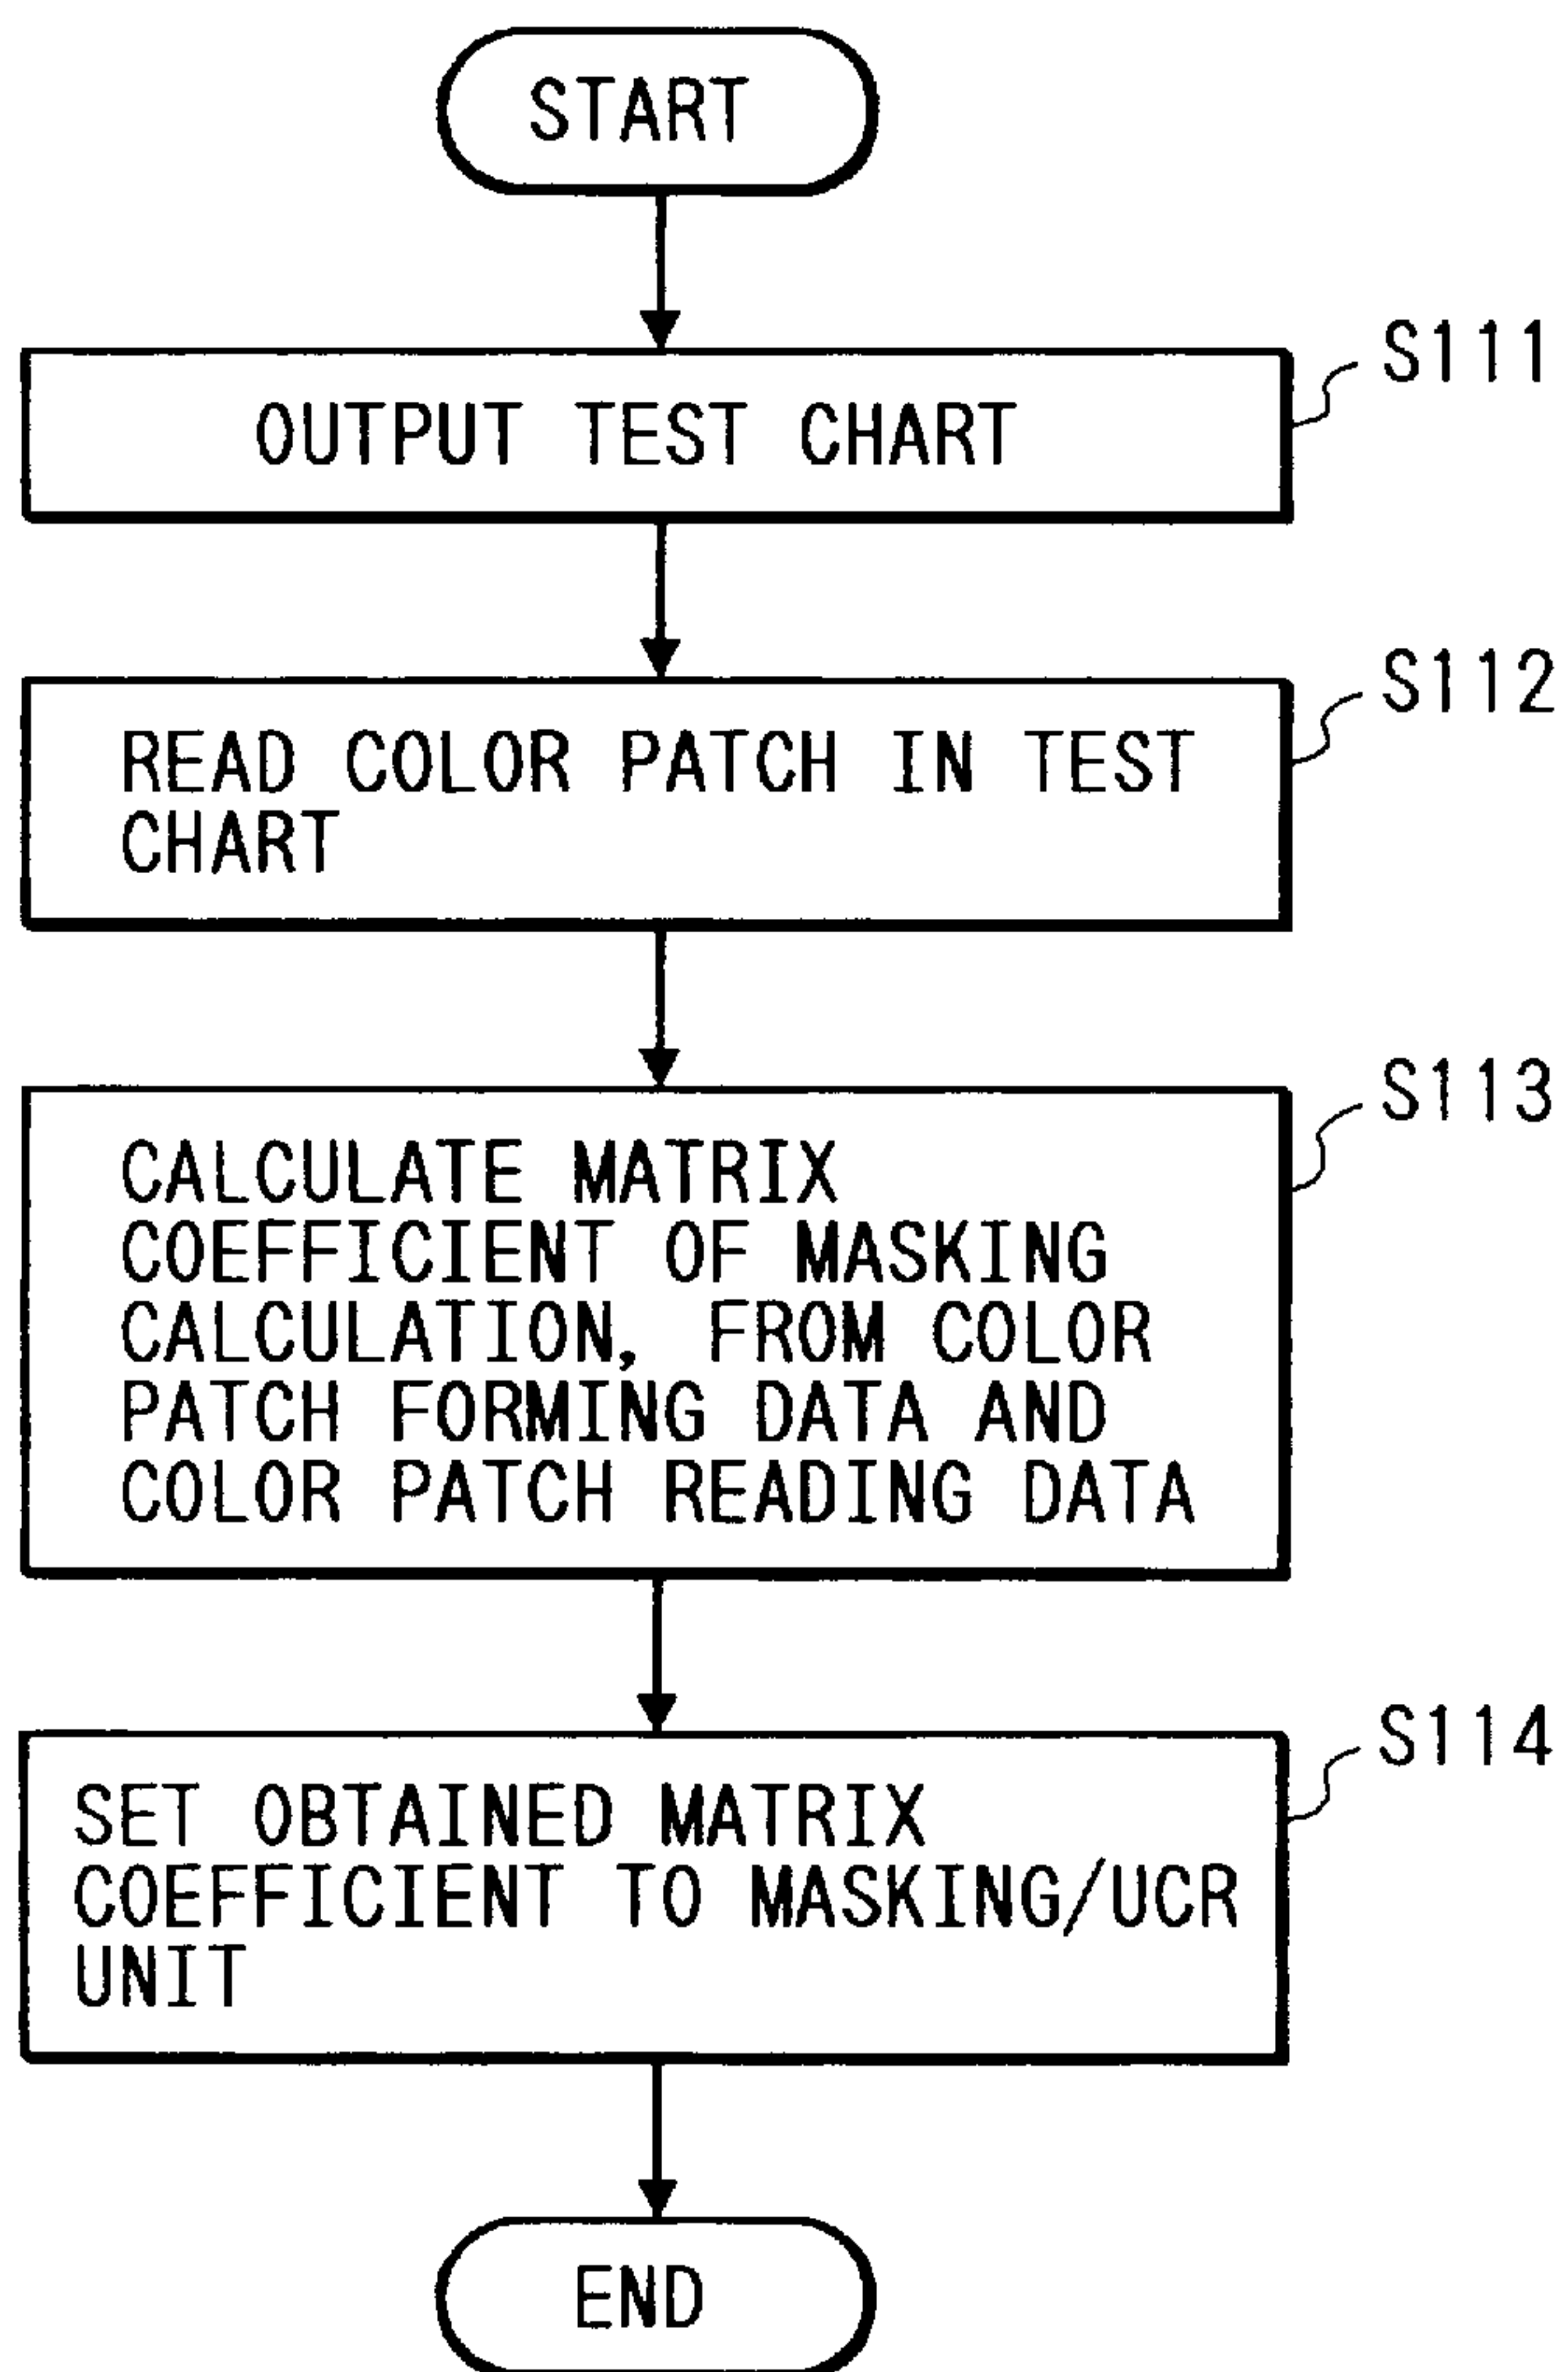 START
S111
OUTPUT TEST CHART
S112
READ COLOR PATCH IN TEST
CHART
S113
CALCULATE MATRIX
COEFFICIENT OF MASKING
CALCULATION, FROM COLOR
PATCH FORMING DATA AND
COLOR PATCH READING DATA
S114
SET OBTAINED MATRIX
COEFFICIENT TO MASKING/UCR
UNIT
END